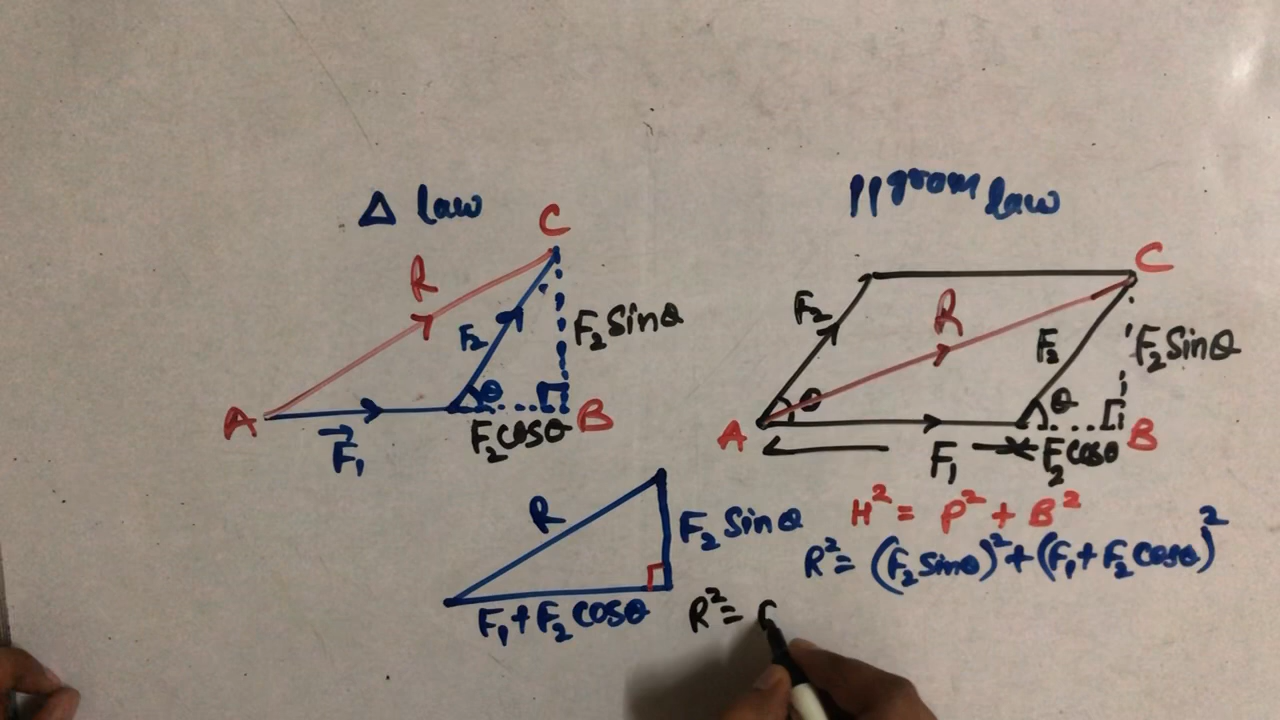 Δ law
C
R
F₂
F₂ Sinθ
θ
A
F₁
F₂ cosθ
B
||gram law
C
F₂
R
F₂
F₂ Sinθ
θ
θ
A
F₁
F₂ cosθ
B
R
F₂ Sinθ
F₁ + F₂ cosθ
H² = P² + B²
R² = (F₂ Sinθ)² + (F₁ + F₂ cosθ)²
R² =